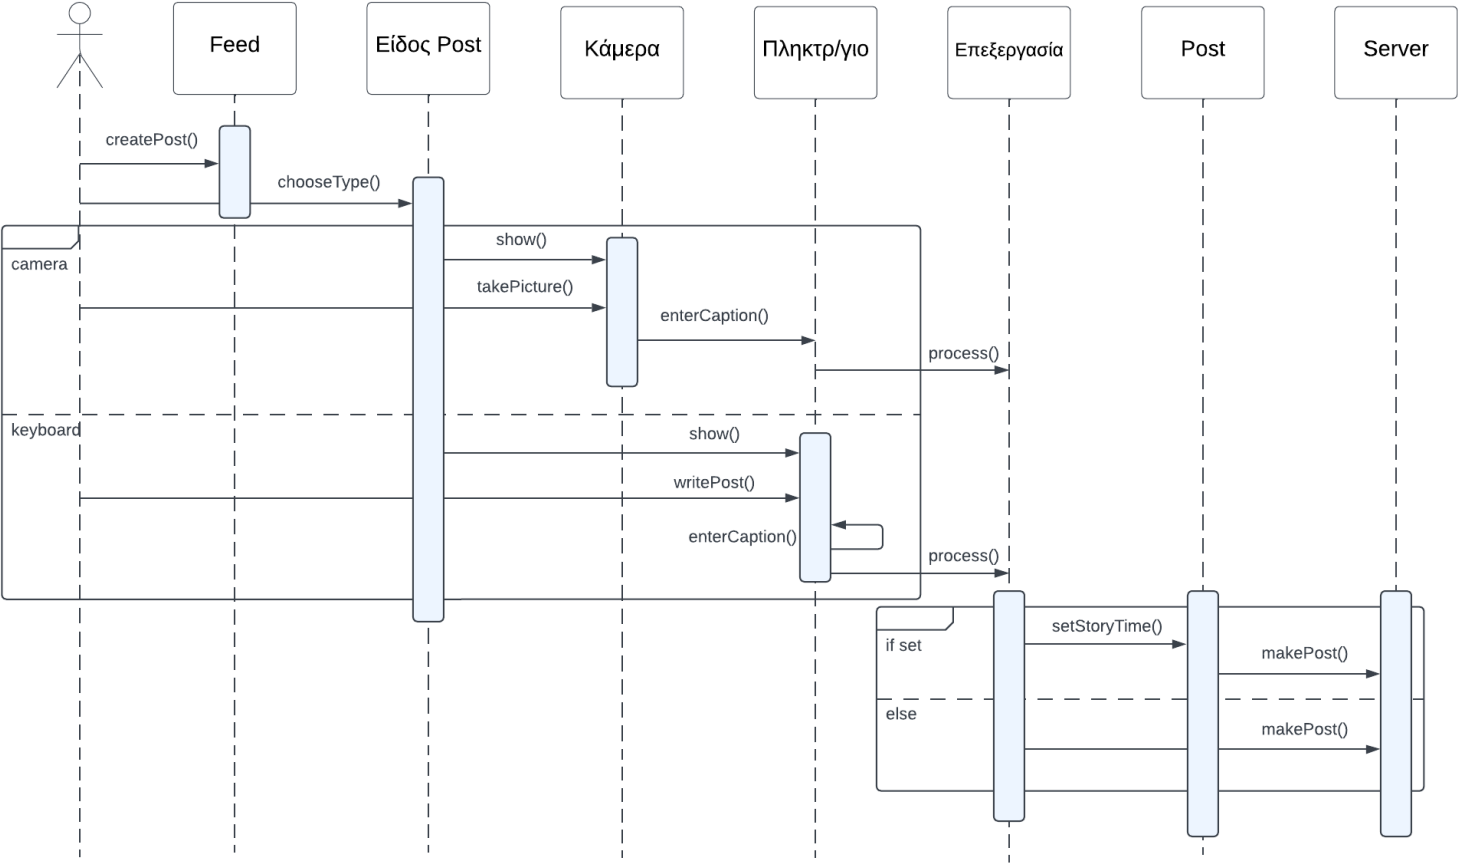 Feed
Είδος Post
Κάμερα
Πληκτρ/γιο
Επεξεργασία
Post
Server
createPost()
chooseType()
camera
show()
takePicture()
enterCaption()
process()
keyboard
show()
writePost()
enterCaption()
process()
if set
setStoryTime()
makePost()
else
makePost()